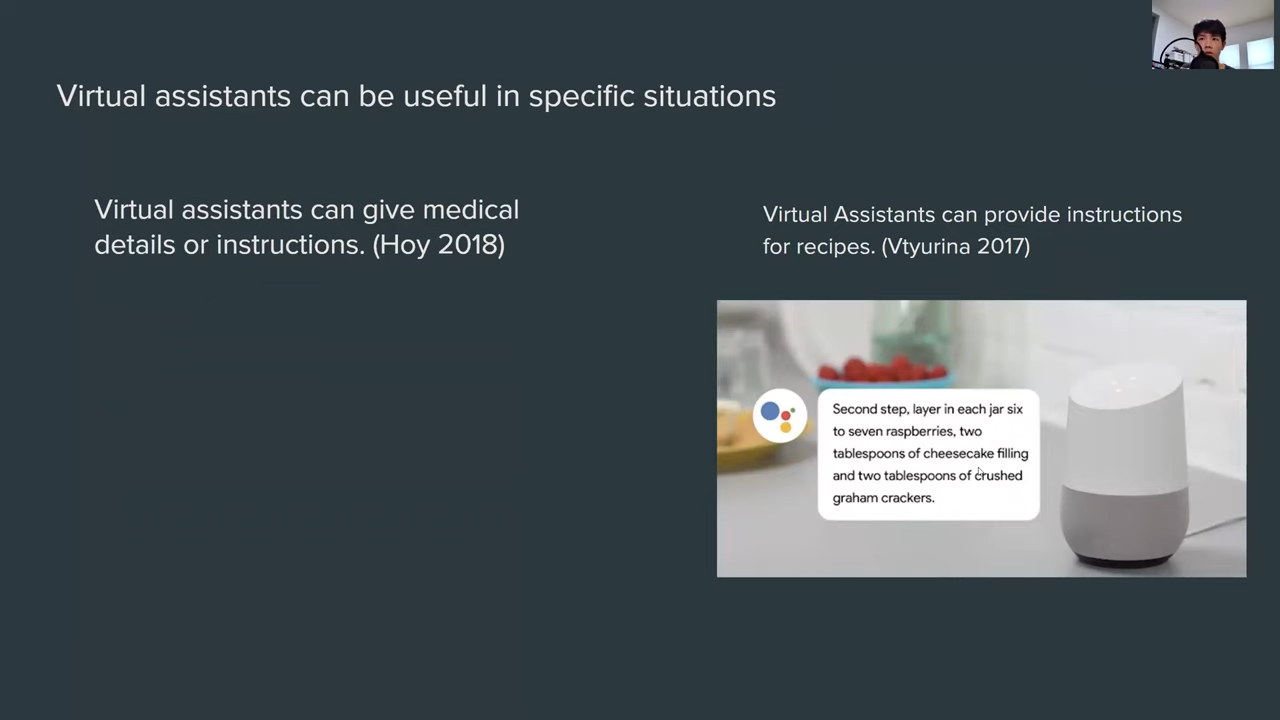 Virtual assistants can be useful in specific situations
Virtual assistants can give medical
details or instructions. (Hoy 2018)
Virtual Assistants can provide instructions
for recipes. (Vtyurina 2017)
Second step, layer in each jar six
to seven raspberries, two
tablespoons of cheesecake filling
and two tablespoons of crushed
graham crackers.